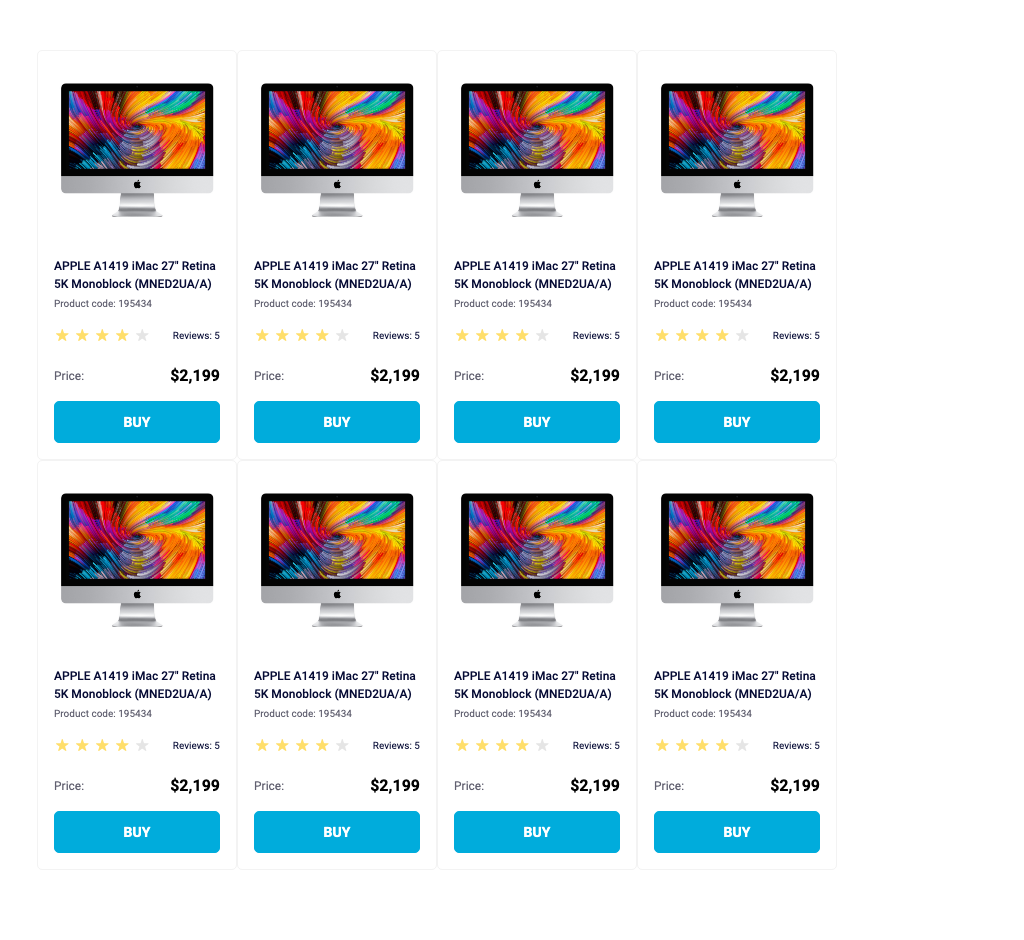 APPLE A1419 iMac 27" Retina 5K Monoblock (MNED2UA/A)
Product code: 195434
Reviews: 5
Price: $2,199
BUY
APPLE A1419 iMac 27" Retina 5K Monoblock (MNED2UA/A)
Product code: 195434
Reviews: 5
Price: $2,199
BUY
APPLE A1419 iMac 27" Retina 5K Monoblock (MNED2UA/A)
Product code: 195434
Reviews: 5
Price: $2,199
BUY
APPLE A1419 iMac 27" Retina 5K Monoblock (MNED2UA/A)
Product code: 195434
Reviews: 5
Price: $2,199
BUY
APPLE A1419 iMac 27" Retina 5K Monoblock (MNED2UA/A)
Product code: 195434
Reviews: 5
Price: $2,199
BUY
APPLE A1419 iMac 27" Retina 5K Monoblock (MNED2UA/A)
Product code: 195434
Reviews: 5
Price: $2,199
BUY
APPLE A1419 iMac 27" Retina 5K Monoblock (MNED2UA/A)
Product code: 195434
Reviews: 5
Price: $2,199
BUY
APPLE A1419 iMac 27" Retina 5K Monoblock (MNED2UA/A)
Product code: 195434
Reviews: 5
Price: $2,199
BUY